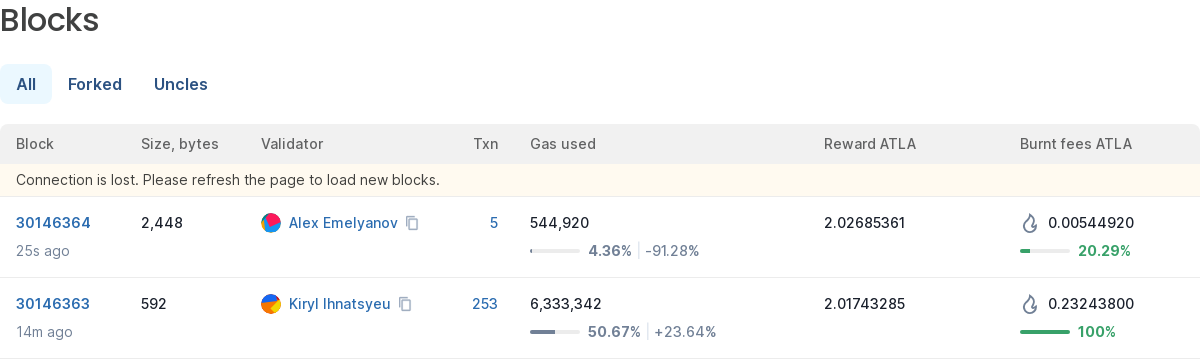 Blocks
All Forked Uncles
Block Size, bytes Validator Txn Gas used Reward ATLA Burnt fees ATLA
Connection is lost. Please refresh the page to load new blocks.
30146364 2,448 Alex Emelyanov 5 544,920 2.02685361 0.00544920
25s ago 4.36% -91.28% 20.29%
30146363 592 Kiryl Ihnatsyeu 253 6,333,342 2.01743285 0.23243800
14m ago 50.67% +23.64% 100%